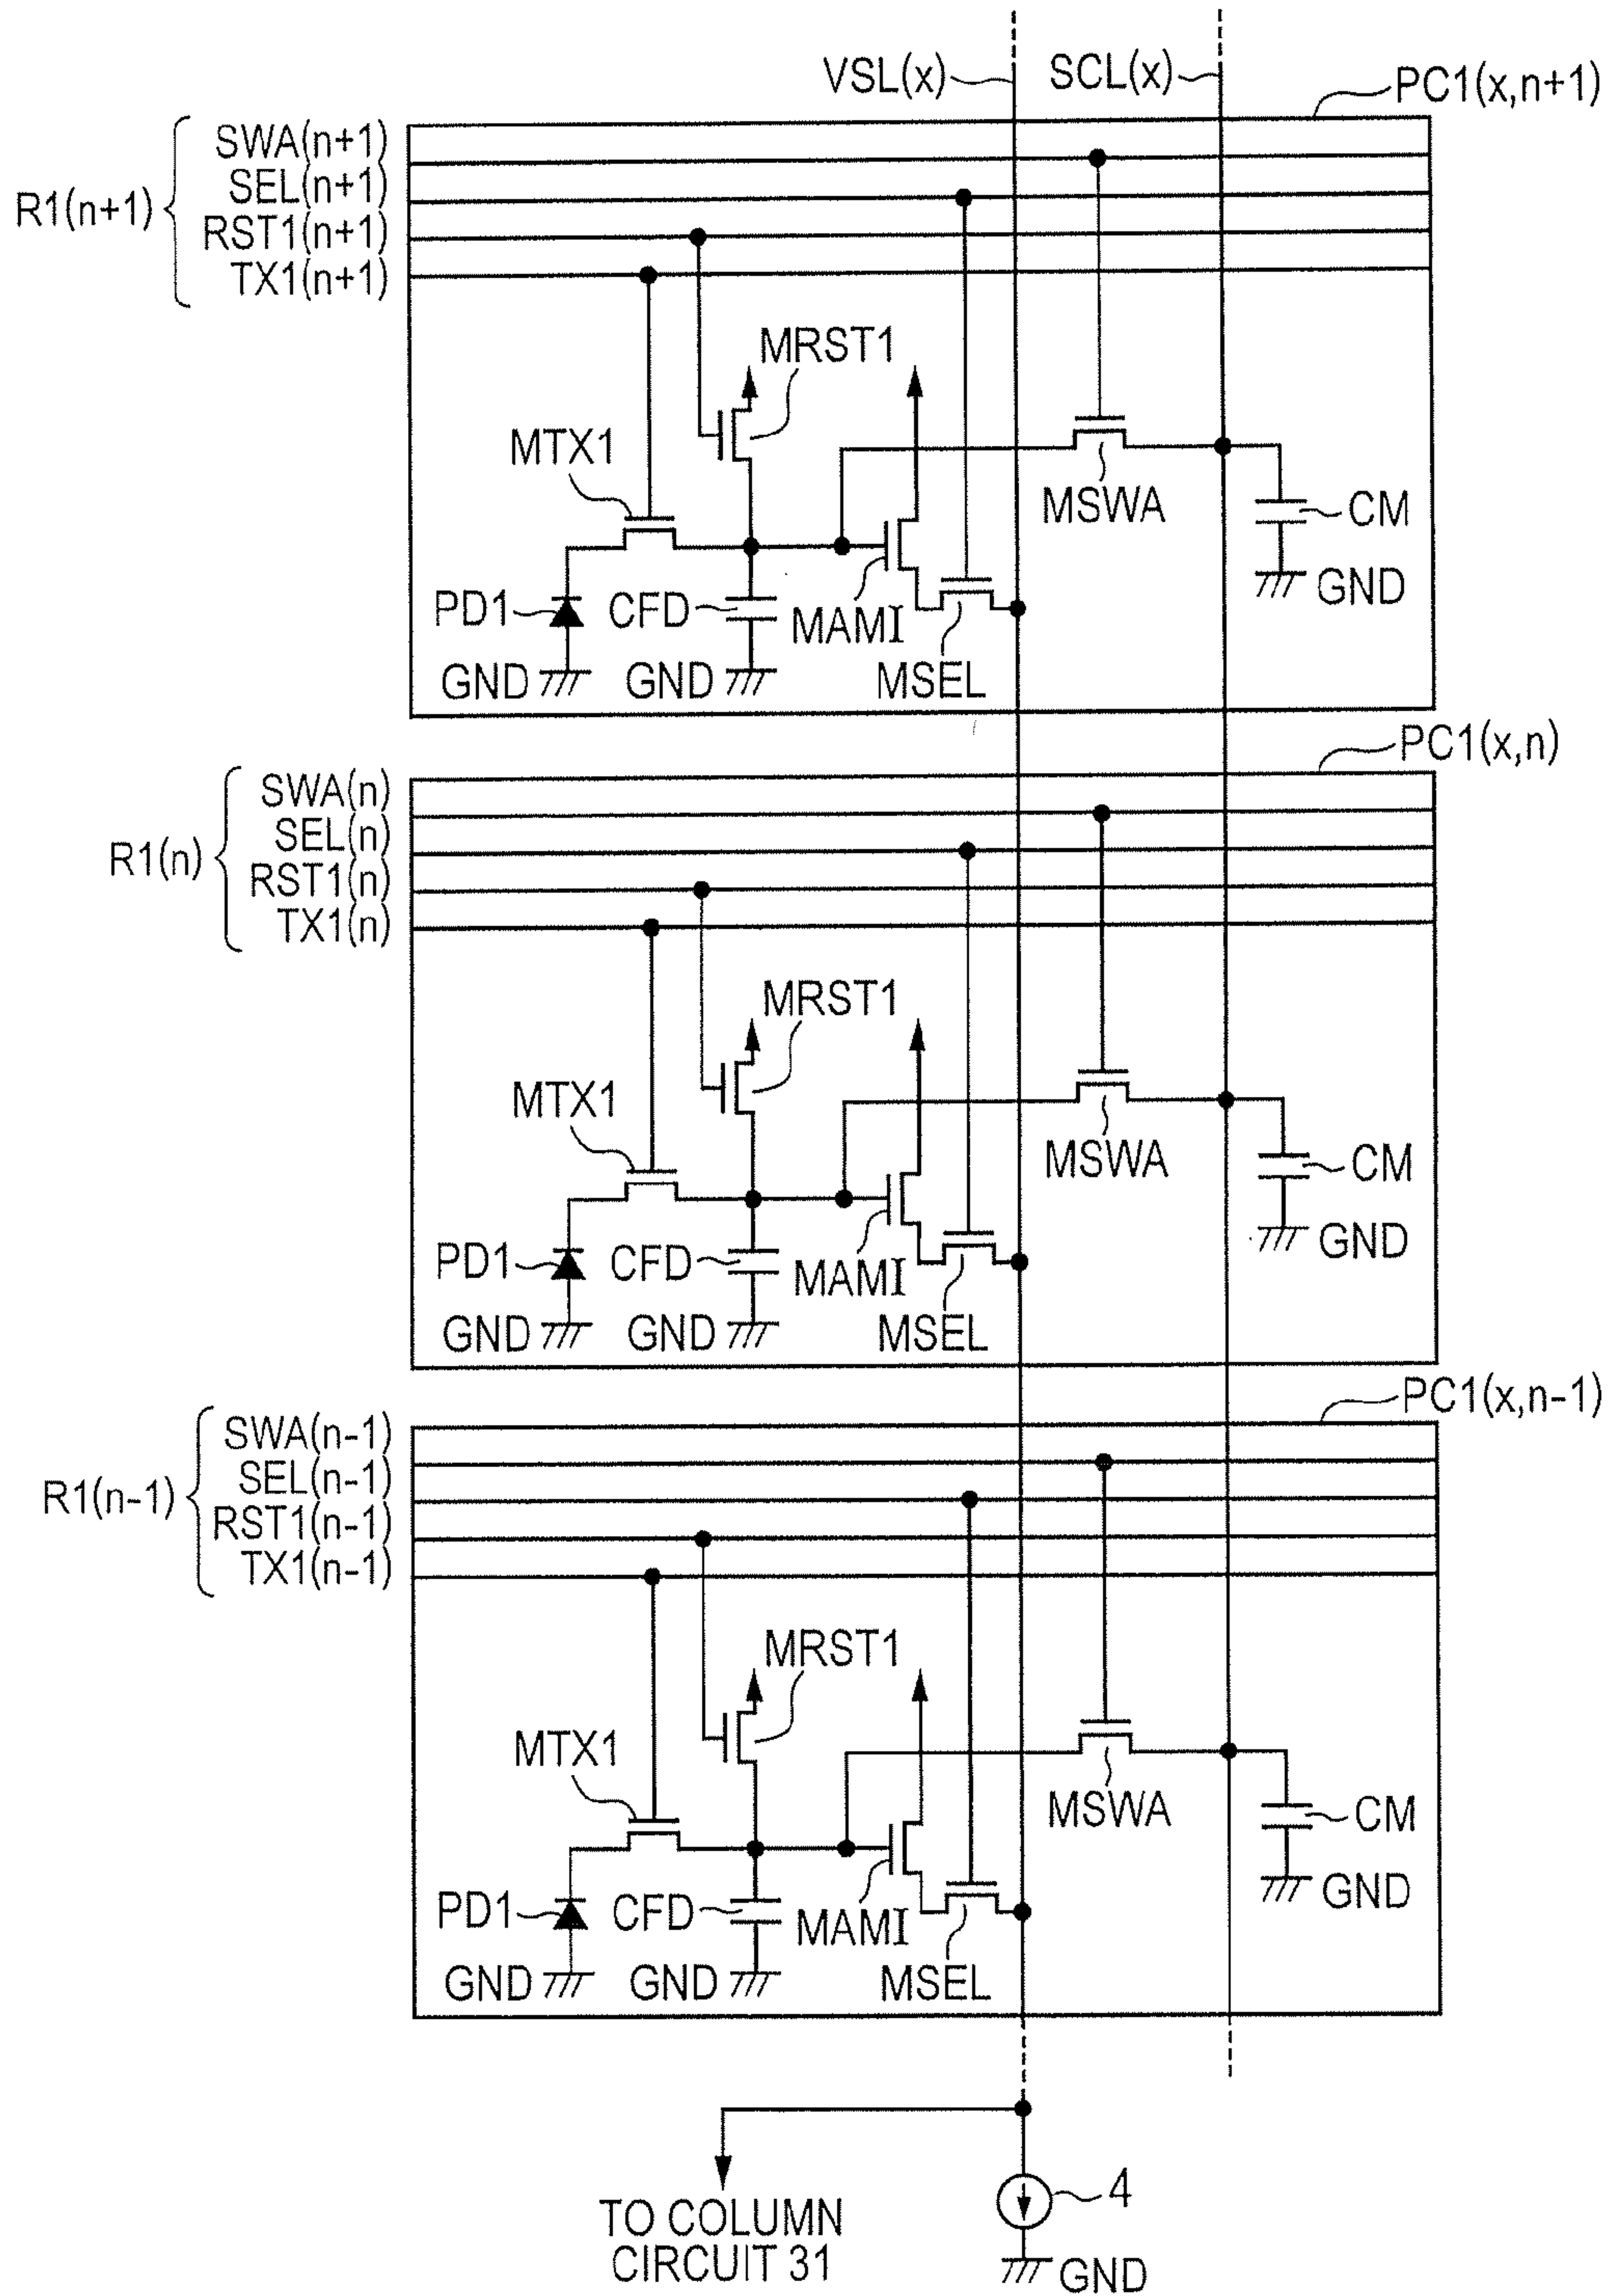 VSL(x)
SCL(x)
PC1(x,n+1)
R1(n+1)
SWA(n+1)
SEL(n+1)
RST1(n+1)
TX1(n+1)
MRST1
MTX1
MSWA
CM
GND
PD1
CFD
MAMI
GND
GND
MSEL
PC1(x,n)
R1(n)
SWA(n)
SEL(n)
RST1(n)
TX1(n)
MRST1
MTX1
MSWA
CM
GND
PD1
CFD
MAMI
GND
GND
MSEL
PC1(x,n-1)
R1(n-1)
SWA(n-1)
SEL(n-1)
RST1(n-1)
TX1(n-1)
MRST1
MTX1
MSWA
CM
GND
PD1
CFD
MAMI
GND
GND
MSEL
4
TO COLUMN
CIRCUIT 31
GND